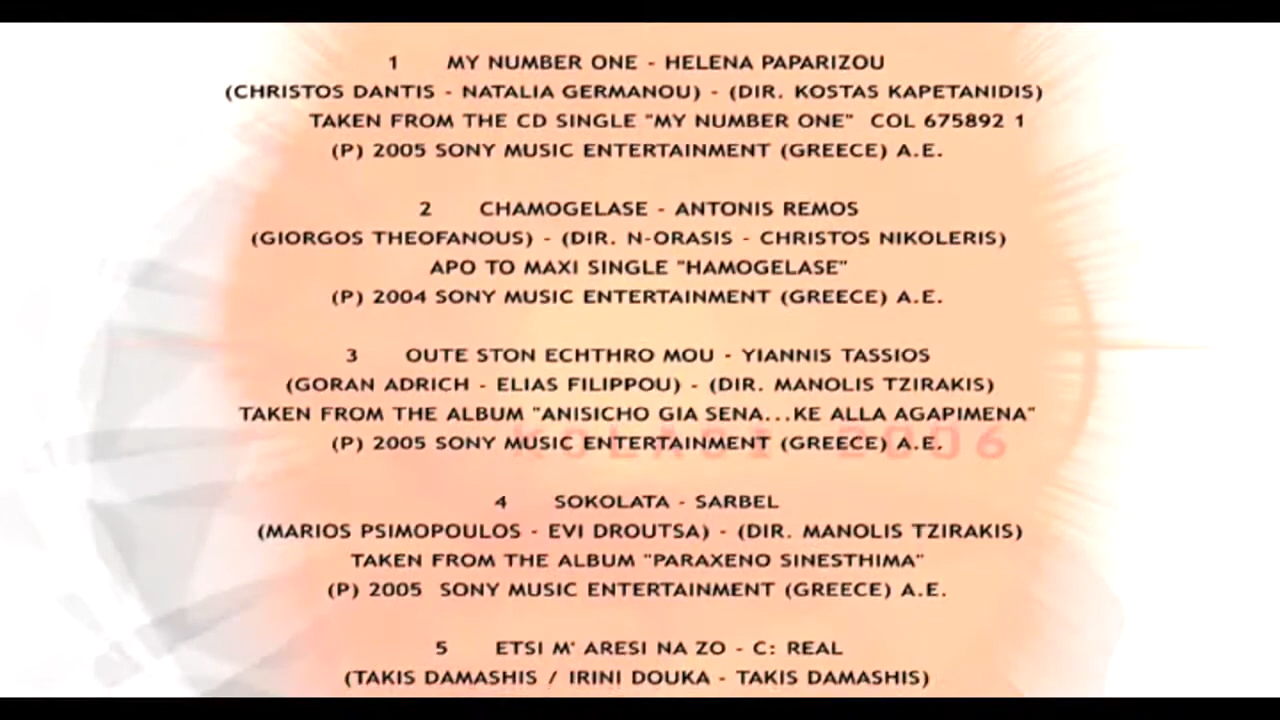 1 MY NUMBER ONE - HELENA PAPARIZOU
(CHRISTOS DANTIS - NATALIA GERMANOU) - (DIR. KOSTAS KAPETANIDIS)
TAKEN FROM THE CD SINGLE "MY NUMBER ONE" COL 675892 1
(P) 2005 SONY MUSIC ENTERTAINMENT (GREECE) A.E.
2 CHAMOGELASE - ANTONIS REMOS
(GIORGOS THEOFANOUS) - (DIR. N-ORASIS - CHRISTOS NIKOLERIS)
APO TO MAXI SINGLE "HAMOGELASE"
(P) 2004 SONY MUSIC ENTERTAINMENT (GREECE) A.E.
3 OUTE STON ECHTHRO MOU - YIANNIS TASSIOS
(GORAN ADRICH - ELIAS FILIPPOU) - (DIR. MANOLIS TZIRAKIS)
TAKEN FROM THE ALBUM "ANISICHO GIA SENA...KE ALLA AGAPIMENA"
(P) 2005 SONY MUSIC ENTERTAINMENT (GREECE) A.E.
KOLASI 2006
4 SOKOLATA - SARBEL
(MARIOS PSIMOPOULOS - EVI DROUTSA) - (DIR. MANOLIS TZIRAKIS)
TAKEN FROM THE ALBUM "PARAXENO SINESTHIMA"
(P) 2005 SONY MUSIC ENTERTAINMENT (GREECE) A.E.
5 ETSI M' ARESI NA ZO - C: REAL
(TAKIS DAMASHIS / IRINI DOUKA - TAKIS DAMASHIS)